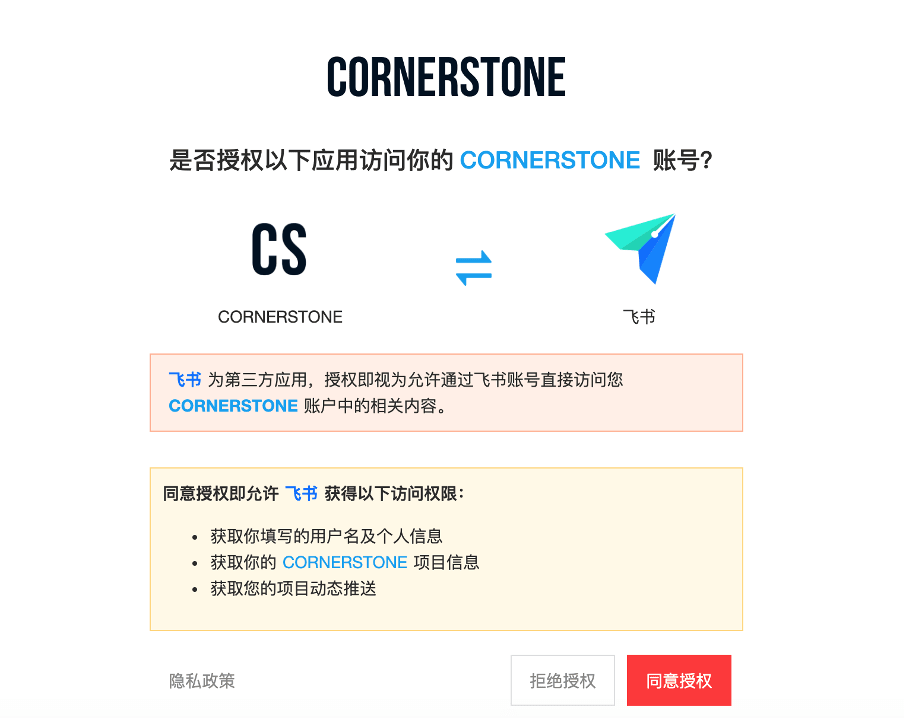 CORNERSTONE
是否授权以下应用访问你的 CORNERSTONE 账号?
CS
CORNERSTONE
飞书
飞书 为第三方应用，授权即视为允许通过飞书账号直接访问您
CORNERSTONE 账户中的相关内容。
同意授权即允许 飞书 获得以下访问权限：
• 获取你填写的用户名及个人信息
• 获取你的 CORNERSTONE 项目信息
• 获取您的项目动态推送
隐私政策
拒绝授权
同意授权